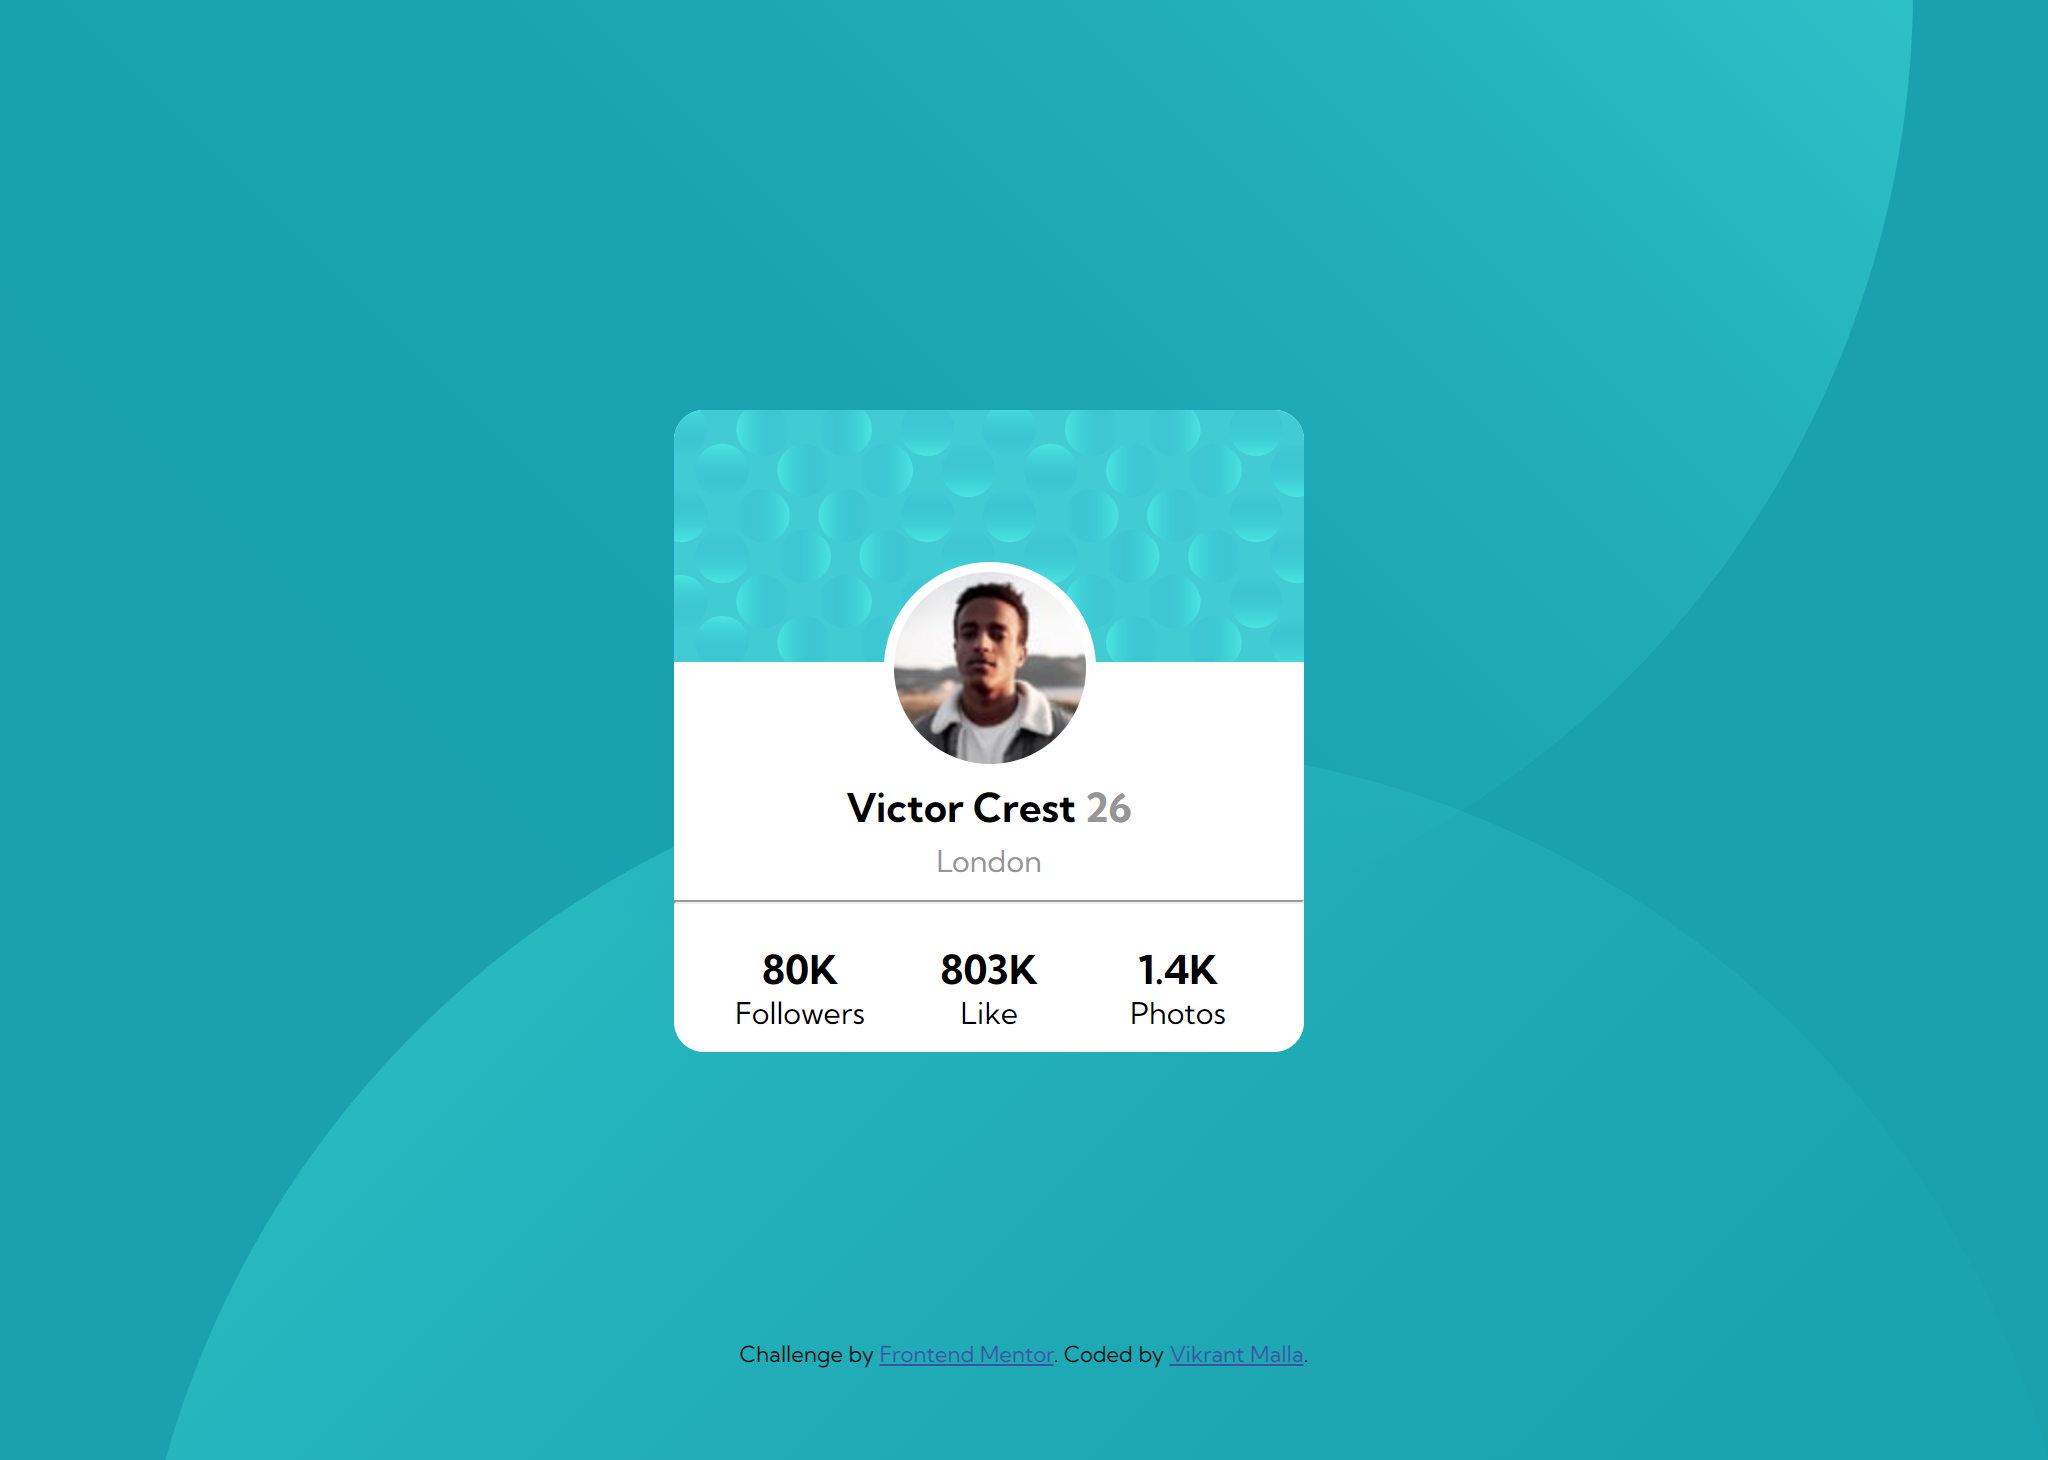 Victor Crest 26
London
80K 803K 1.4K
Followers Like Photos
Challenge by Frontend Mentor. Coded by Vikrant Malla.